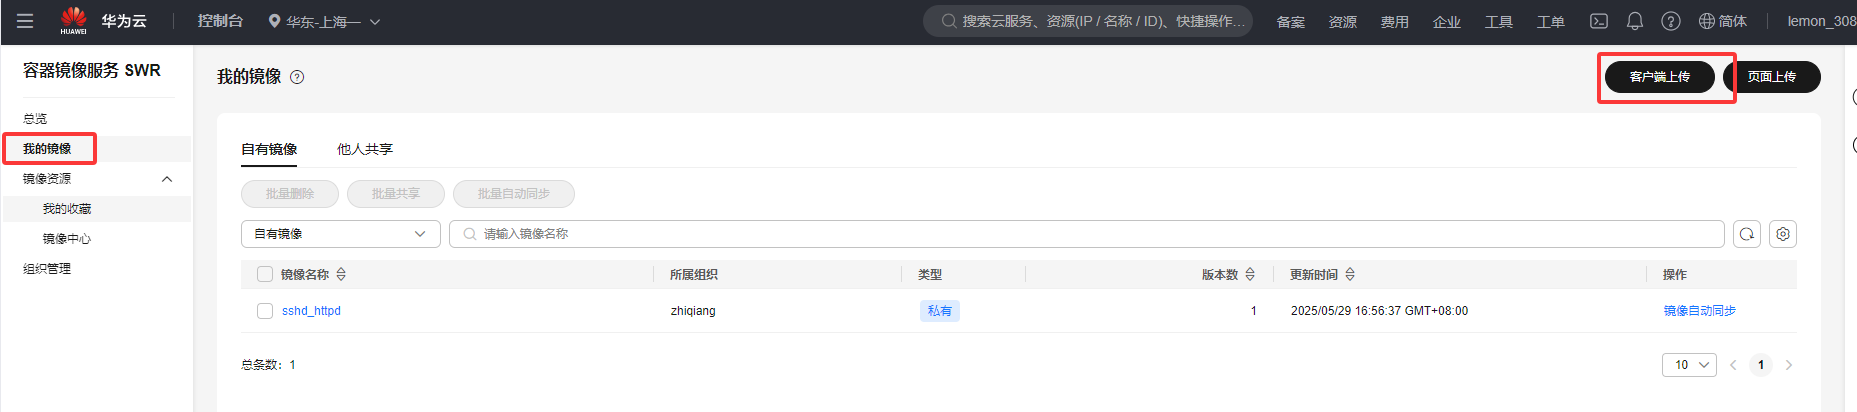 HUAWEI 华为云 控制台 华东-上海一 搜索云服务、资源(IP / 名称 / ID)、快捷操作... 备案 资源 费用 企业 工具 工单 简体 lemon_308
容器镜像服务 SWR
总览
我的镜像
镜像资源
我的收藏
镜像中心
组织管理
我的镜像 客户端上传 页面上传
自有镜像 他人共享
批量删除 批量共享 批量自动同步
自有镜像 请输入镜像名称
镜像名称 所属组织 类型 版本数 更新时间 操作
sshd_httpd zhiqiang 私有 1 2025/05/29 16:56:37 GMT+08:00 镜像自动同步
总条数：1 10 1